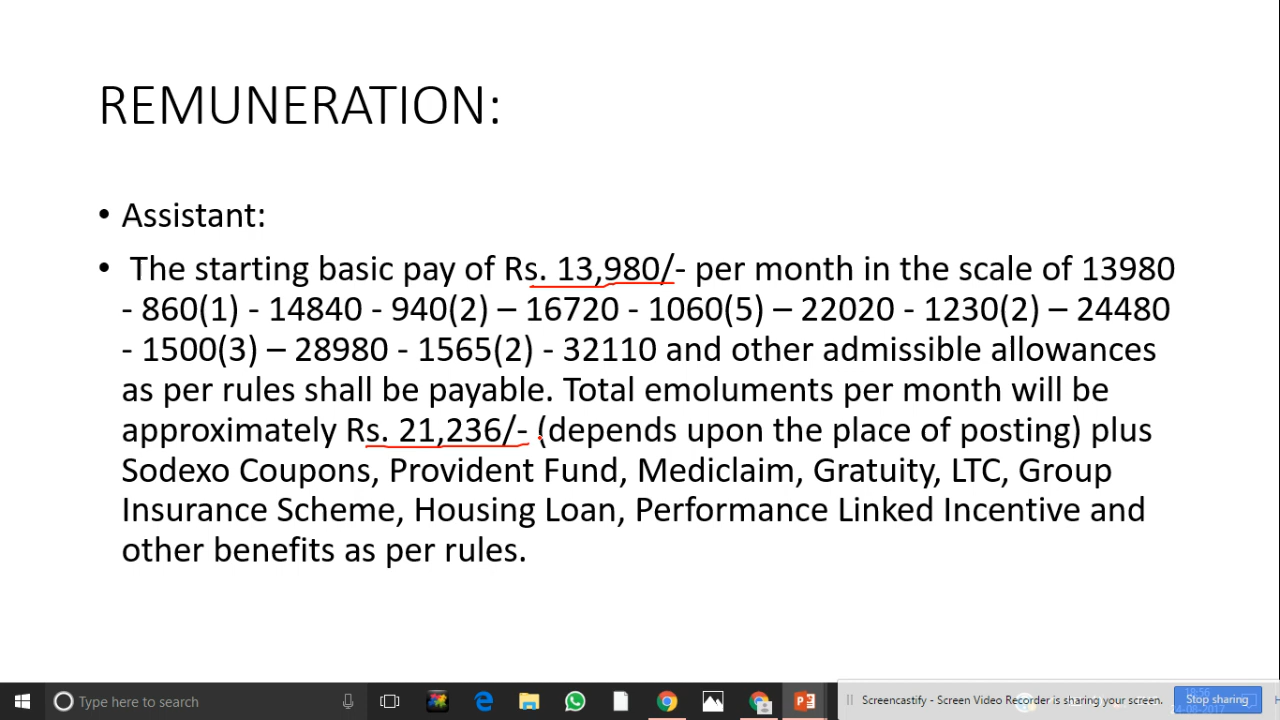 REMUNERATION:
• Assistant:
• The starting basic pay of Rs. 13,980/- per month in the scale of 13980
- 860(1) - 14840 - 940(2) – 16720 - 1060(5) – 22020 - 1230(2) – 24480
- 1500(3) – 28980 - 1565(2) - 32110 and other admissible allowances
as per rules shall be payable. Total emoluments per month will be
approximately Rs. 21,236/- (depends upon the place of posting) plus
Sodexo Coupons, Provident Fund, Mediclaim, Gratuity, LTC, Group
Insurance Scheme, Housing Loan, Performance Linked Incentive and
other benefits as per rules.
Type here to search
Screencastify - Screen Video Recorder is sharing your screen.
Stop sharing
18:56